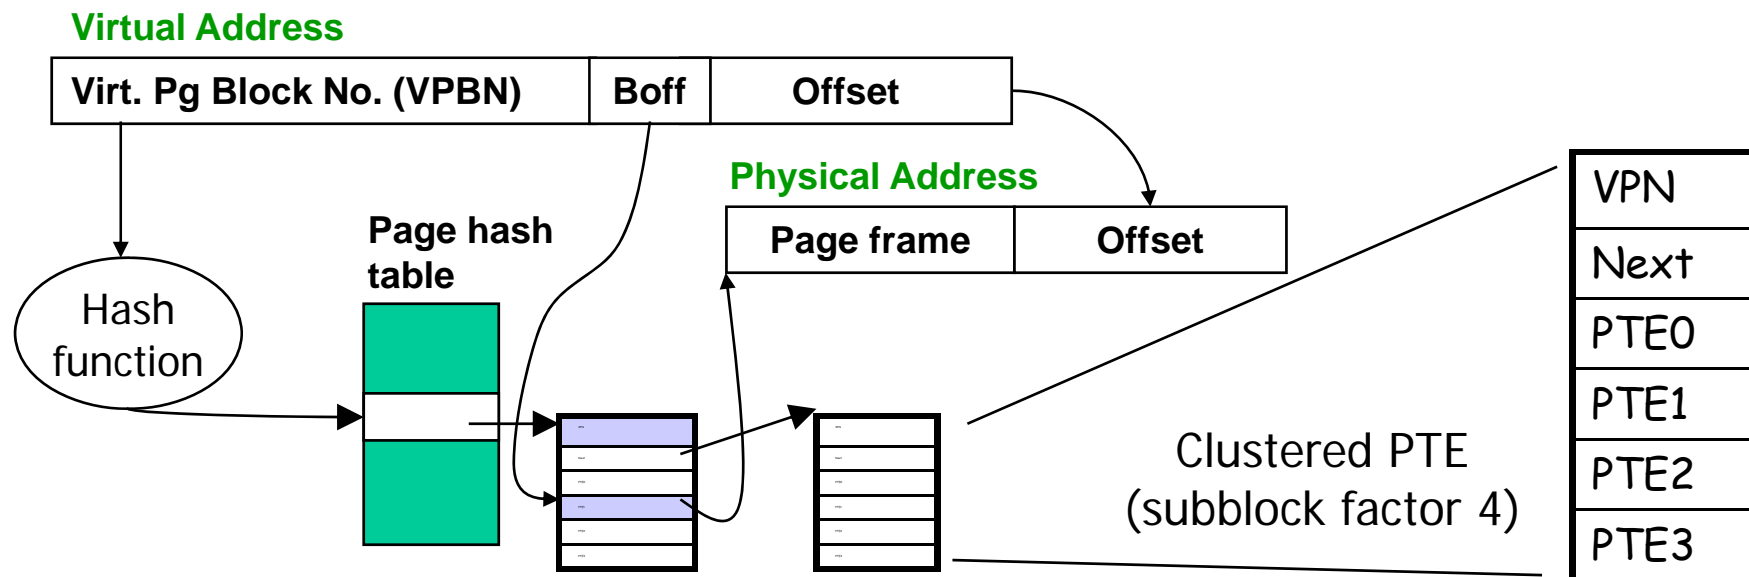 Virtual Address
Virt. Pg Block No. (VPBN)
Boff
Offset
Physical Address
Page frame
Offset
Page hash
table
Hash
function
Clustered PTE
(subblock factor 4)
VPN
Next
PTE0
PTE1
PTE2
PTE3